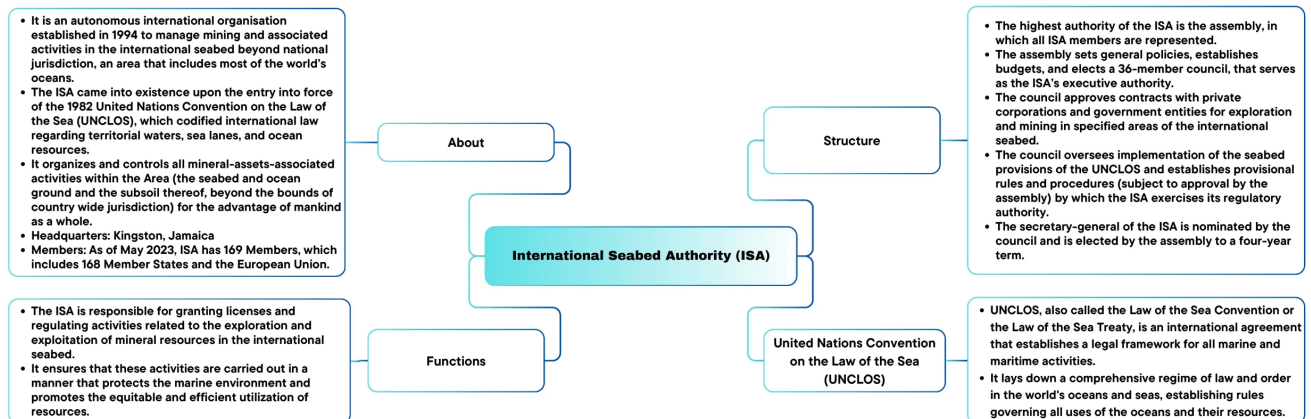 • It is an autonomous international organisation
established in 1994 to manage mining and associated
activities in the international seabed beyond national
jurisdiction, an area that includes most of the world's
oceans.
• The ISA came into existence upon the entry into force
of the 1982 United Nations Convention on the Law of
the Sea (UNCLOS), which codified international law
regarding territorial waters, sea lanes, and ocean
resources.
• It organizes and controls all mineral-assets-associated
activities within the Area (the seabed and ocean
ground and the subsoil thereof, beyond the bounds of
country wide jurisdiction) for the advantage of mankind
as a whole.
• Headquarters: Kingston, Jamaica
• Members: As of May 2023, ISA has 169 Members, which
includes 168 Member States and the European Union.
About
• The ISA is responsible for granting licenses and
regulating activities related to the exploration and
exploitation of mineral resources in the international
seabed.
• It ensures that these activities are carried out in a
manner that protects the marine environment and
promotes the equitable and efficient utilization of
resources.
Functions
International Seabed Authority (ISA)
Structure
• The highest authority of the ISA is the assembly, in
which all ISA members are represented.
• The assembly sets general policies, establishes
budgets, and elects a 36-member council, that serves
as the ISA's executive authority.
• The council approves contracts with private
corporations and government entities for exploration
and mining in specified areas of the international
seabed.
• The council oversees implementation of the seabed
provisions of the UNCLOS and establishes provisional
rules and procedures (subject to approval by the
assembly) by which the ISA exercises its regulatory
authority.
• The secretary-general of the ISA is nominated by the
council and is elected by the assembly to a four-year
term.
United Nations Convention
on the Law of the Sea
(UNCLOS)
• UNCLOS, also called the Law of the Sea Convention or
the Law of the Sea Treaty, is an international agreement
that establishes a legal framework for all marine and
maritime activities.
• It lays down a comprehensive regime of law and order
in the world's oceans and seas, establishing rules
governing all uses of the oceans and their resources.